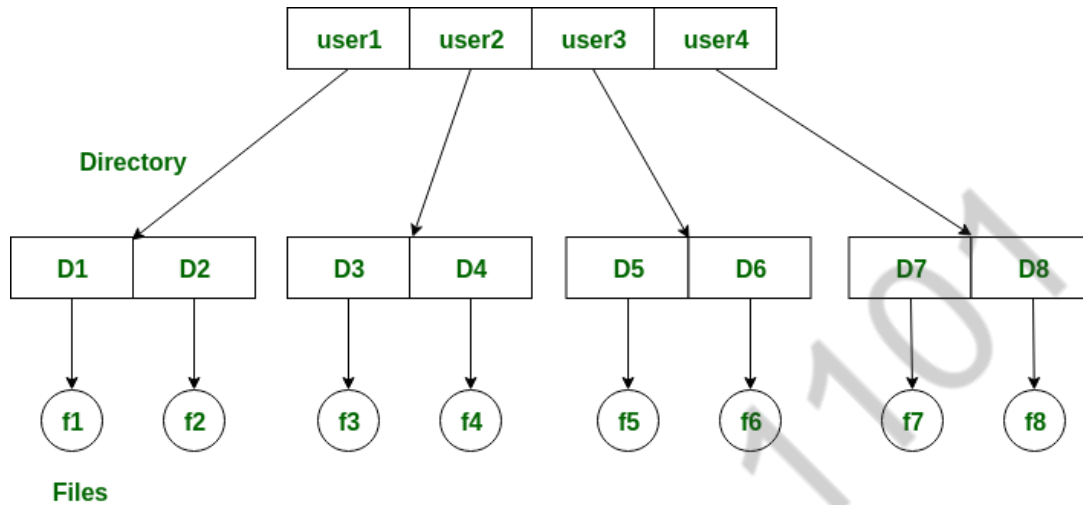 user1 user2 user3 user4
Directory
D1 D2 D3 D4 D5 D6 D7 D8
f1 f2 f3 f4 f5 f6 f7 f8
Files
1101